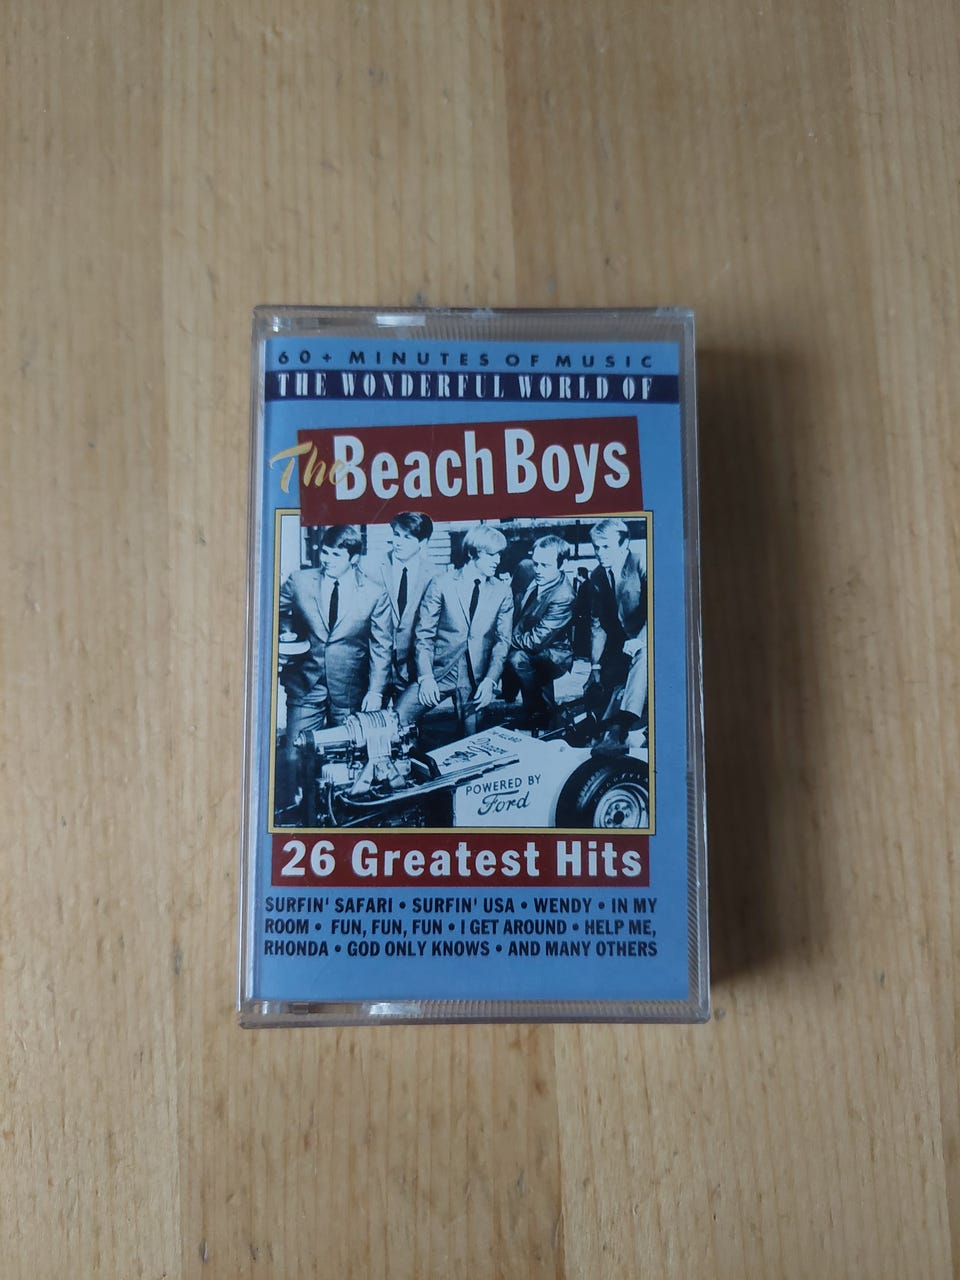 60+ MINUTES OF MUSIC
THE WONDERFUL WORLD OF
The Beach Boys
Dragon
POWERED BY
Ford
26 Greatest Hits
SURFIN' SAFARI • SURFIN' USA • WENDY • IN MY
ROOM • FUN, FUN, FUN • I GET AROUND • HELP ME,
RHONDA • GOD ONLY KNOWS • AND MANY OTHERS